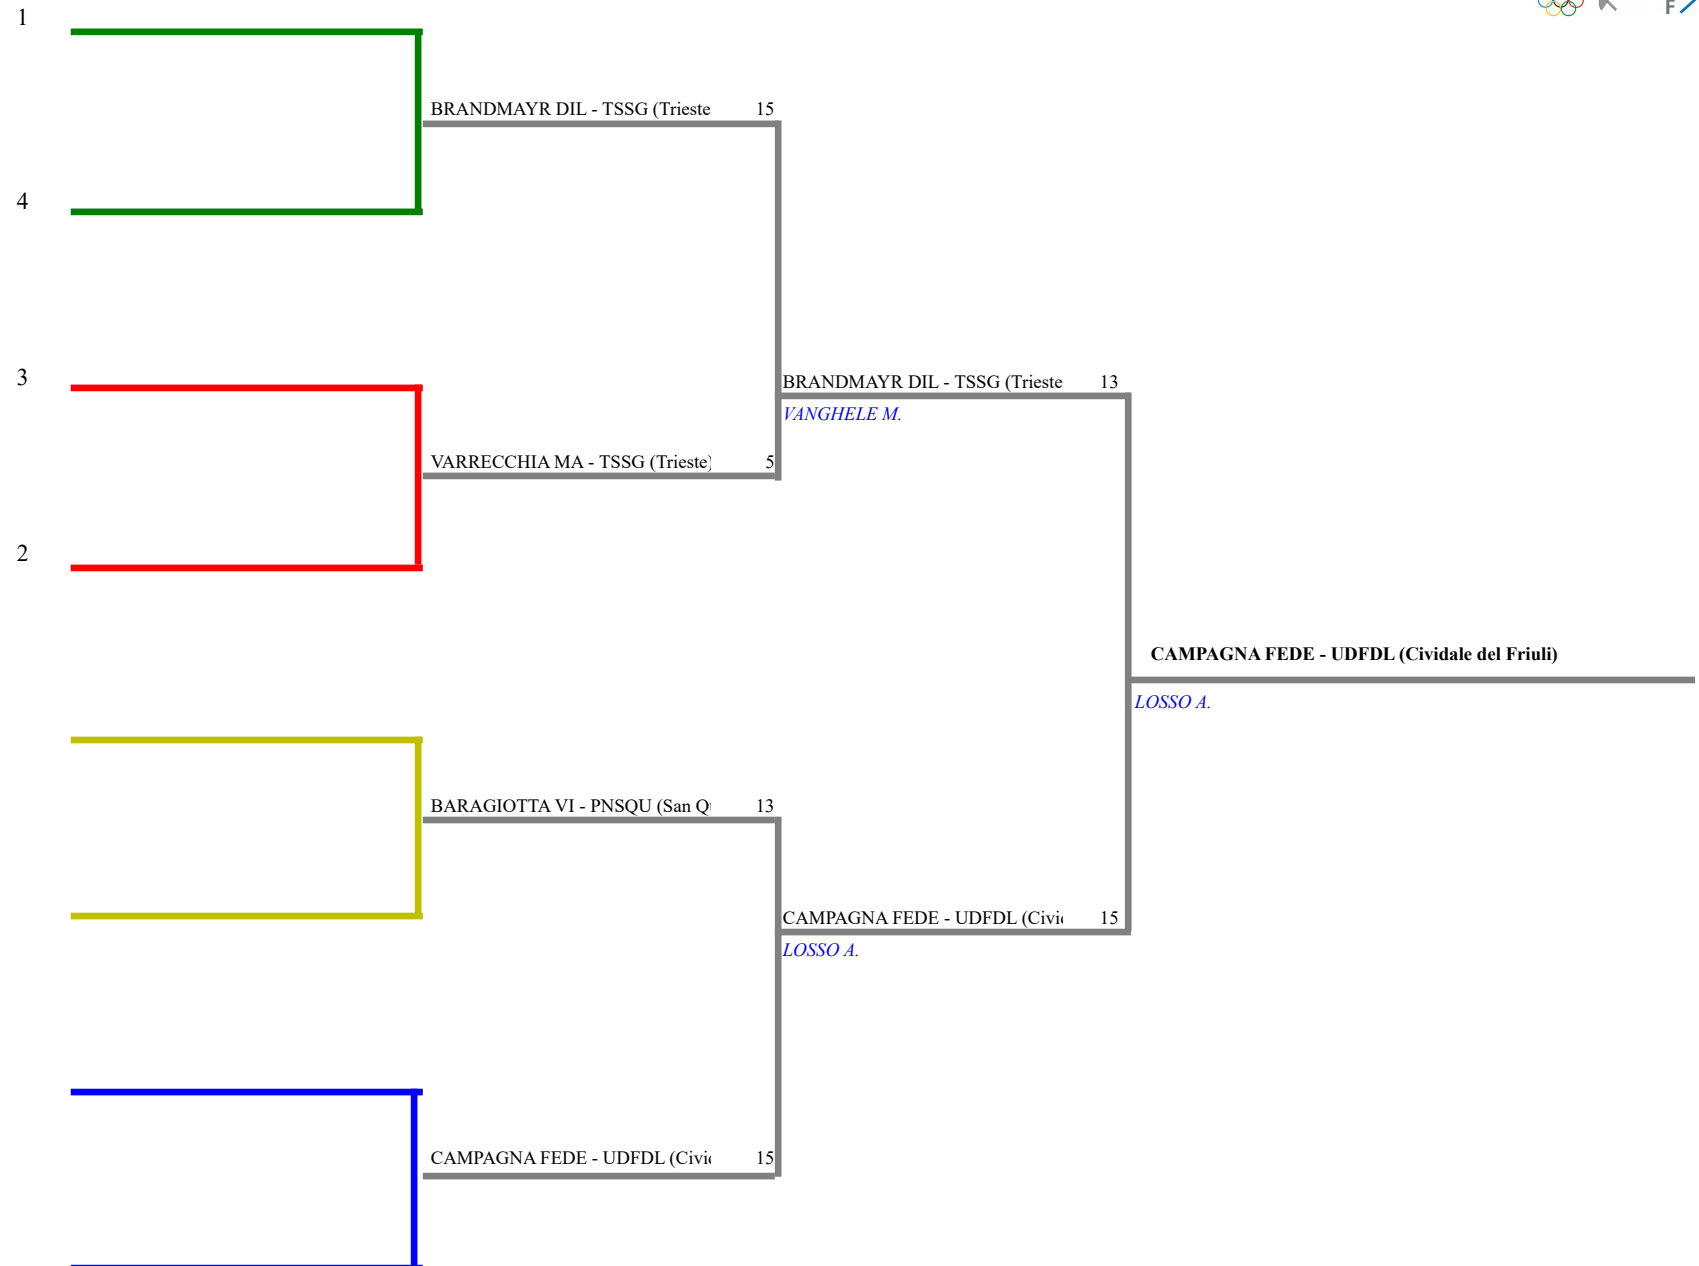 1
BRANDMAYR DIL - TSSG (Trieste 15
4
3
BRANDMAYR DIL - TSSG (Trieste 13
VANGHELE M.
VARRECCHIA MA - TSSG (Trieste) 5
2
CAMPAGNA FEDE - UDFDL (Cividale del Friuli)
LOSSO A.
BARAGIOTTA VI - PNSQU (San 13
CAMPAGNA FEDE - UDFDL 15
LOSSO A.
CAMPAGNA FEDE - UDFDL 15
F